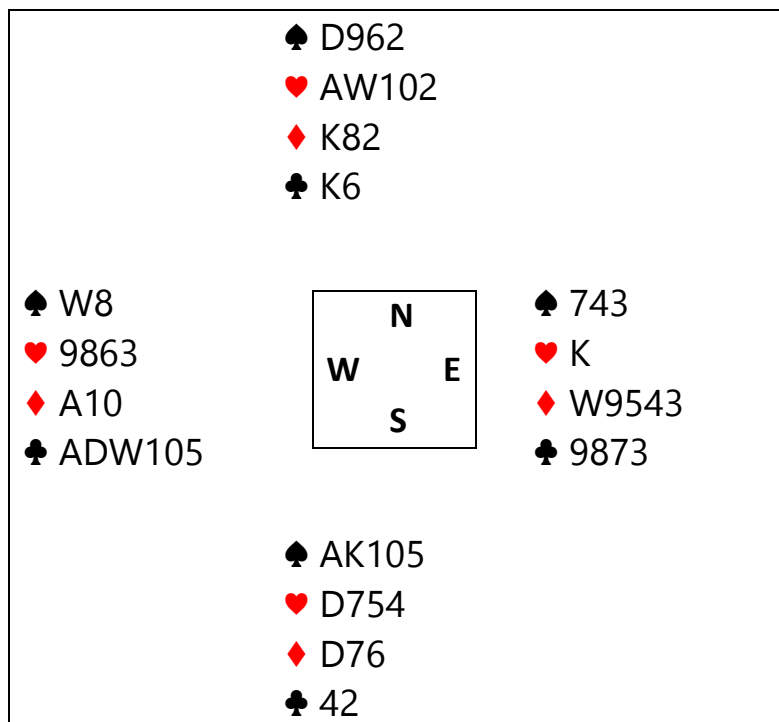 ♠ D962
♥ AW102
♦ K82
♣ K6
♠ W8
♥ 9863
♦ A10
♣ ADW105
N
W E
S
♠ 743
♥ K
♦ W9543
♣ 9873
♠ AK105
♥ D754
♦ D76
♣ 42